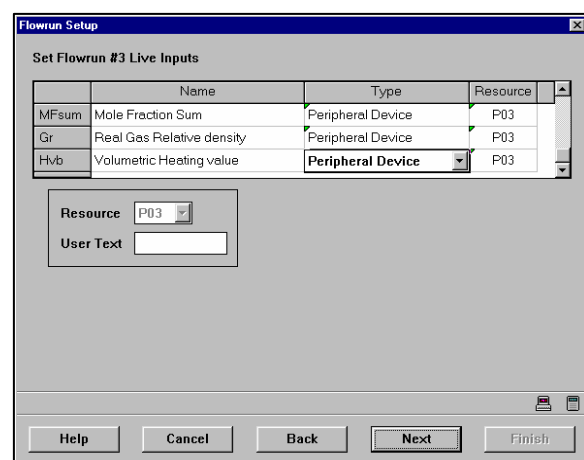 Flowrun Setup
Set Flowrun #3 Live Inputs
Name Type Resource
MFsum Mole Fraction Sum Peripheral Device P03
Gr Real Gas Relative density Peripheral Device P03
Hvb Volumetric Heating value Peripheral Device P03
Resource P03
User Text
Help Cancel Back Next Finish